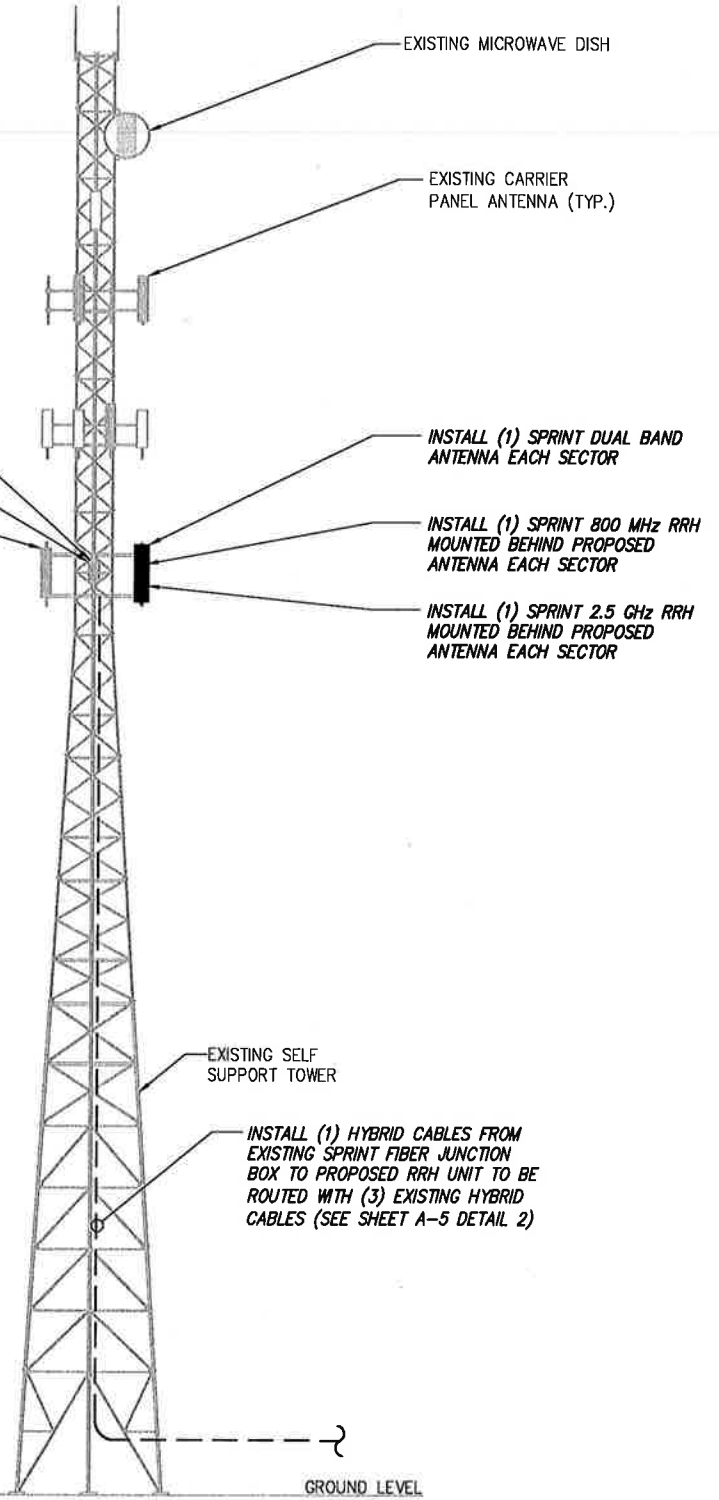 EXISTING MICROWAVE DISH
EXISTING CARRIER
PANEL ANTENNA (TYP.)
INSTALL (1) SPRINT DUAL BAND
ANTENNA EACH SECTOR
INSTALL (1) SPRINT 800 MHz RRH
MOUNTED BEHIND PROPOSED
ANTENNA EACH SECTOR
INSTALL (1) SPRINT 2.5 GHz RRH
MOUNTED BEHIND PROPOSED
ANTENNA EACH SECTOR
EXISTING SELF
SUPPORT TOWER
INSTALL (1) HYBRID CABLES FROM
EXISTING SPRINT FIBER JUNCTION
BOX TO PROPOSED RRH UNIT TO BE
ROUTED WITH (3) EXISTING HYBRID
CABLES (SEE SHEET A-5 DETAIL 2)
GROUND LEVEL